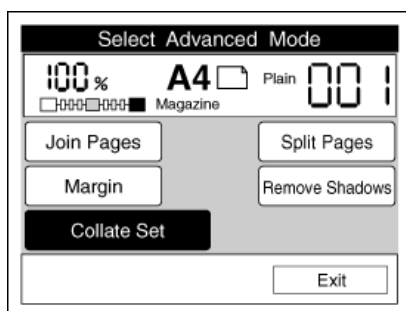 Select Advanced Mode
100 % A4 Plain 001
Magazine
Join Pages Split Pages
Margin Remove Shadows
Collate Set
Exit